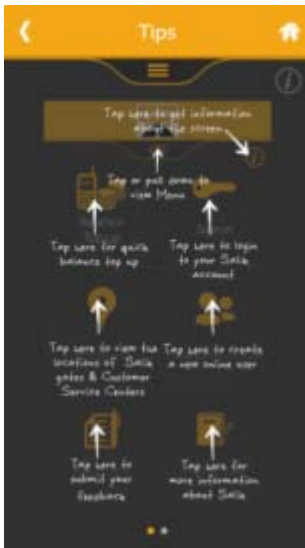 Tips
Tap here to get information
about the screen
Tap or pull down to
view Menu
Tap here for quick
balance top up
Tap here to login
to your Salik
account
Tap here to view the
locations of Salik
gates & Customer
Service Centers
Tap here to create
a new online user
Tap here to
submit your
feedback
Tap here for
more information
about Salik